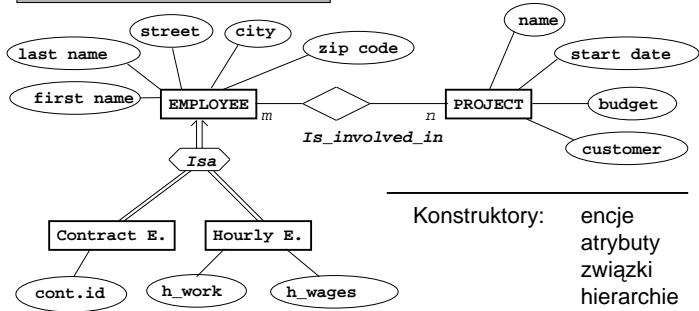 name
street
city
last name
zip code
start date
first name
EMPLOYEE
m
n
PROJECT
budget
Is_involved_in
customer
Isa
Contract E.
Hourly E.
cont.id
h_work
h_wages
Konstruktory: encje
atrybuty
związki
hierarchie